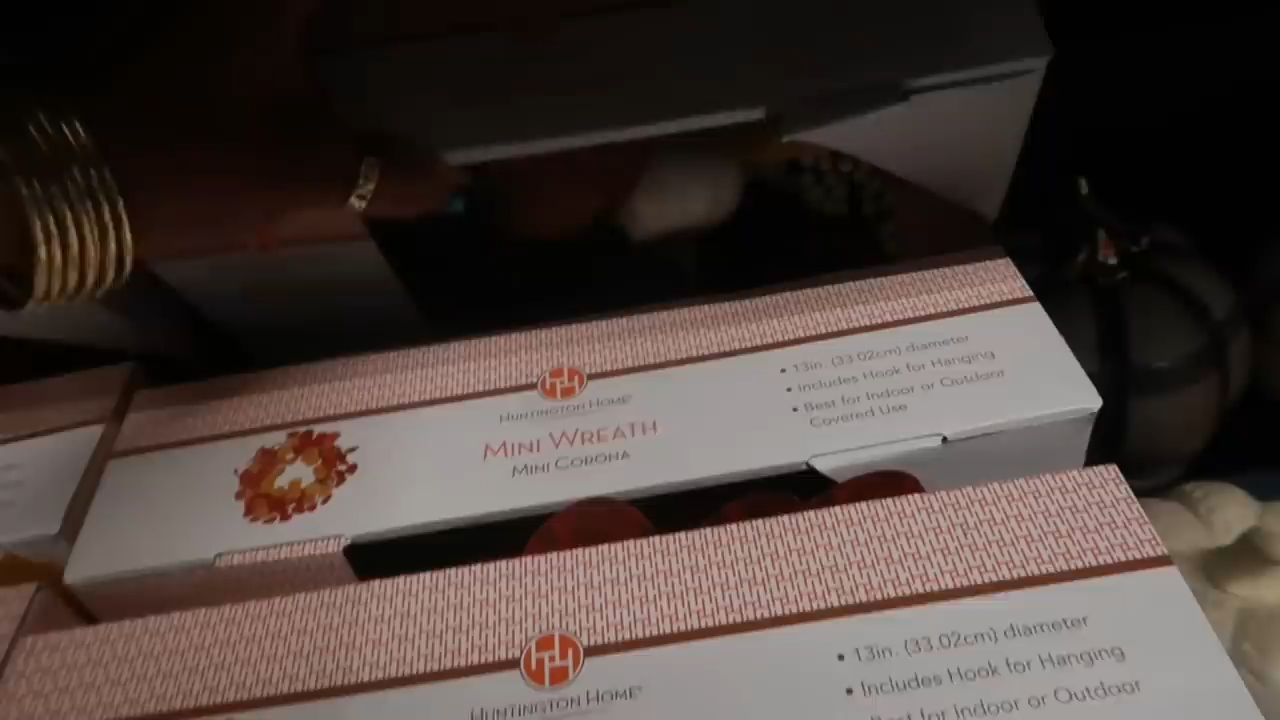 HUNTINGTON HOME®
MINI WREATH
MINI CORONA
• 13in. (33.02cm) diameter
• Includes Hook for Hanging
• Best for Indoor or Outdoor
Covered Use
HUNTINGTON HOME®
• 13in. (33.02cm) diameter
• Includes Hook for Hanging
Best for Indoor or Outdoor